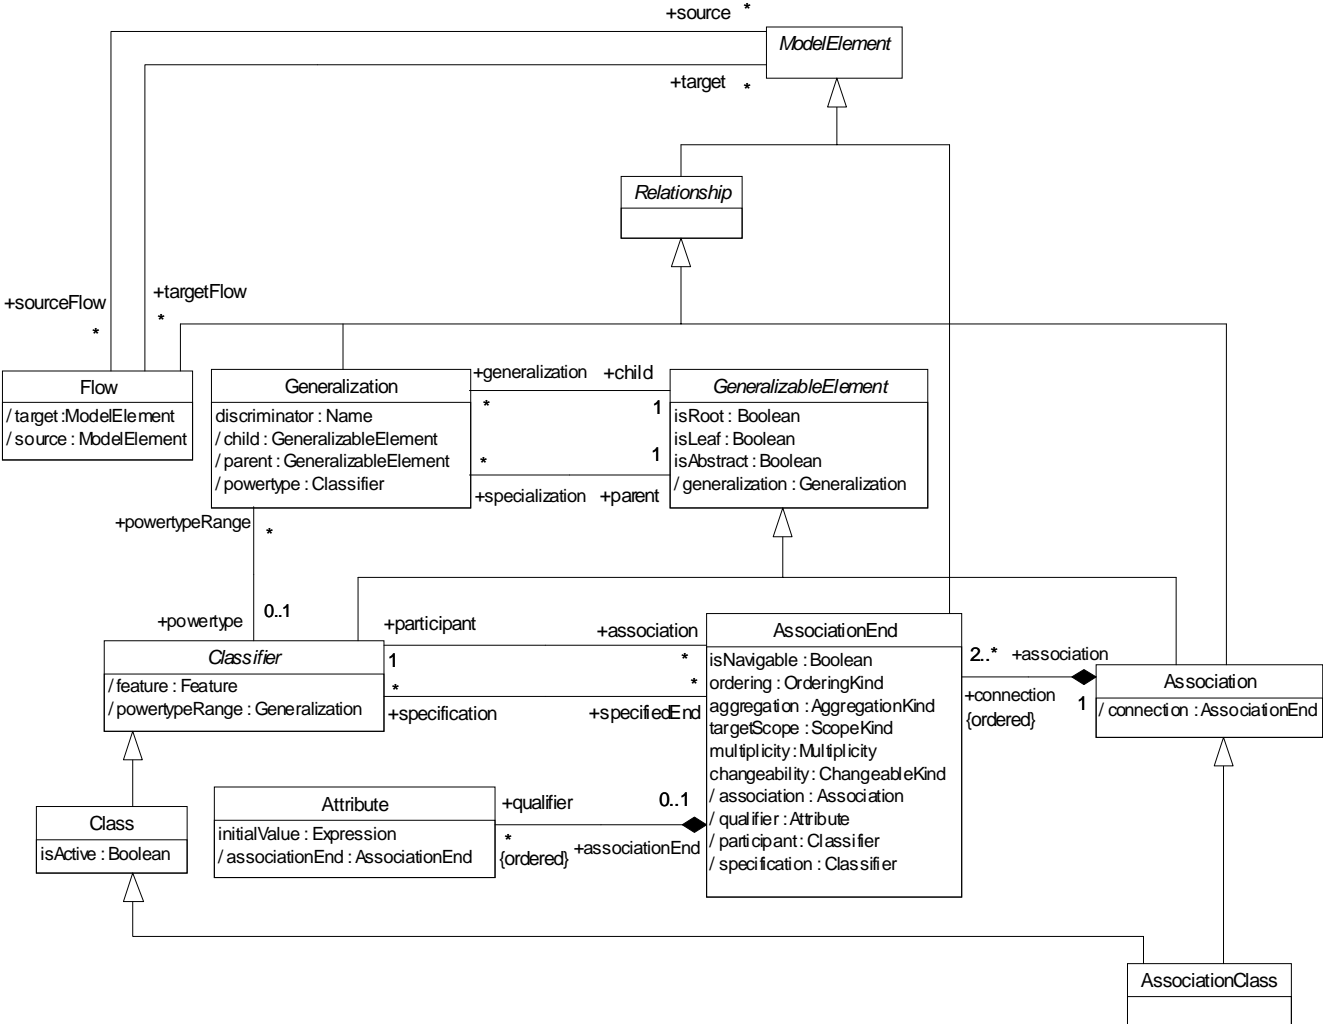 +source *
ModelElement
+target *
Relationship
+sourceFlow
*
+targetFlow
*
Flow
/ target :ModelElement
/ source : ModelElement
Generalization
discriminator : Name
/ child : GeneralizableElement
/ parent : GeneralizableElement
/ powertype : Classifier
+generalization +child
* 1
* 1
+specialization +parent
GeneralizableElement
isRoot : Boolean
isLeaf : Boolean
isAbstract : Boolean
/ generalization : Generalization
+powertypeRange *
+powertype 0..1
Classifier
/ feature : Feature
/ powertypeRange : Generalization
+participant +association
1 *
* *
+specification +specifiedEnd
AssociationEnd
isNavigable : Boolean
ordering : OrderingKind
aggregation : AggregationKind
targetScope : ScopeKind
multiplicity : Multiplicity
changeability : ChangeableKind
/ association : Association
/ qualifier : Attribute
/ participant : Classifier
/ specification : Classifier
2..* +association
+connection 1
{ordered}
Association
/ connection : AssociationEnd
Class
isActive : Boolean
Attribute
initialValue : Expression
/ associationEnd : AssociationEnd
+qualifier 0..1
*
{ordered} +associationEnd
AssociationClass